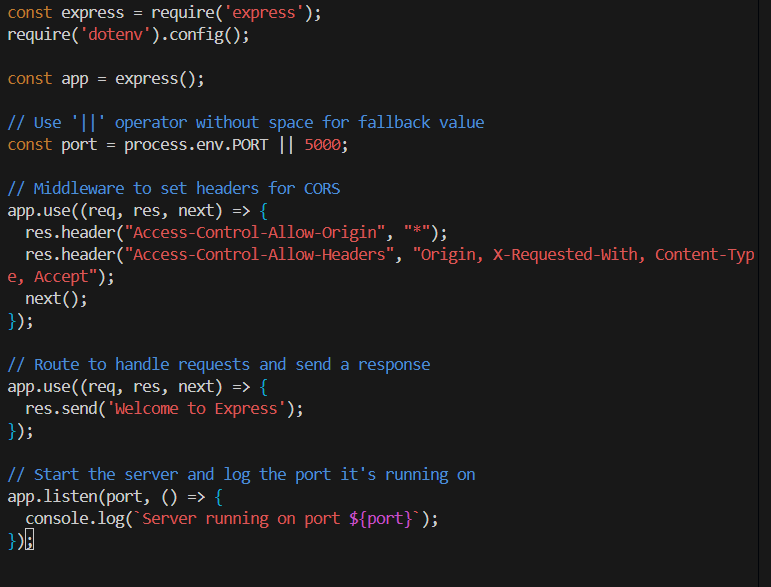 const express = require('express');
require('dotenv').config();

const app = express();

// Use '||' operator without space for fallback value
const port = process.env.PORT || 5000;

// Middleware to set headers for CORS
app.use((req, res, next) => {
  res.header("Access-Control-Allow-Origin", "*");
  res.header("Access-Control-Allow-Headers", "Origin, X-Requested-With, Content-Typ
e, Accept");
  next();
});

// Route to handle requests and send a response
app.use((req, res, next) => {
  res.send('Welcome to Express');
});

// Start the server and log the port it's running on
app.listen(port, () => {
  console.log(`Server running on port ${port}`);
});